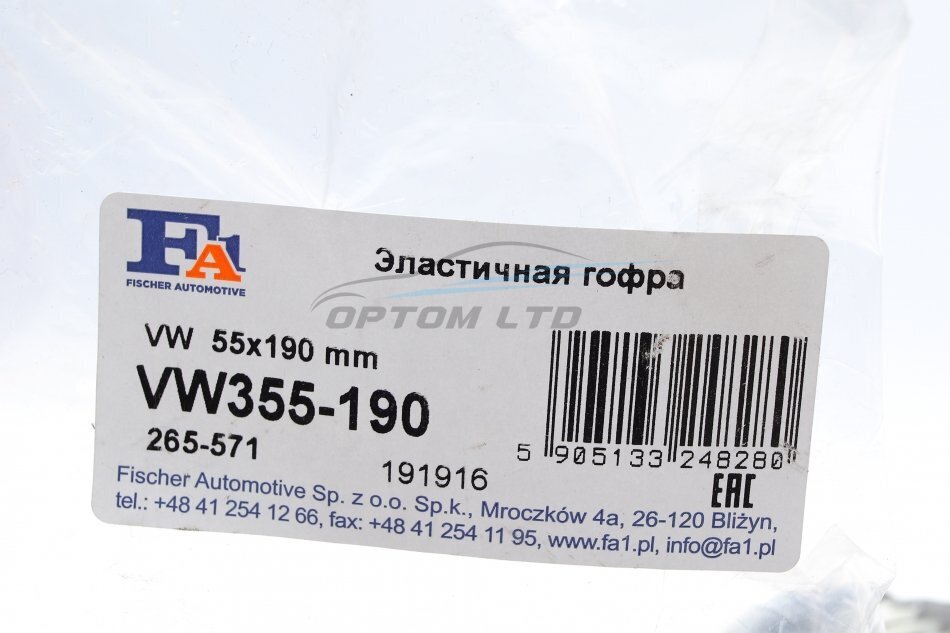 FA1
FISCHER AUTOMOTIVE
Эластичная гофра
OPTOM LTD
VW 55x190 mm
VW355-190
265-571
191916
5 905133 248280
EAC
Fischer Automotive Sp. z o.o. Sp.k., Mroczków 4a, 26-120 Bliżyn,
tel.: +48 41 254 12 66, fax: +48 41 254 11 95, www.fa1.pl, info@fa1.pl